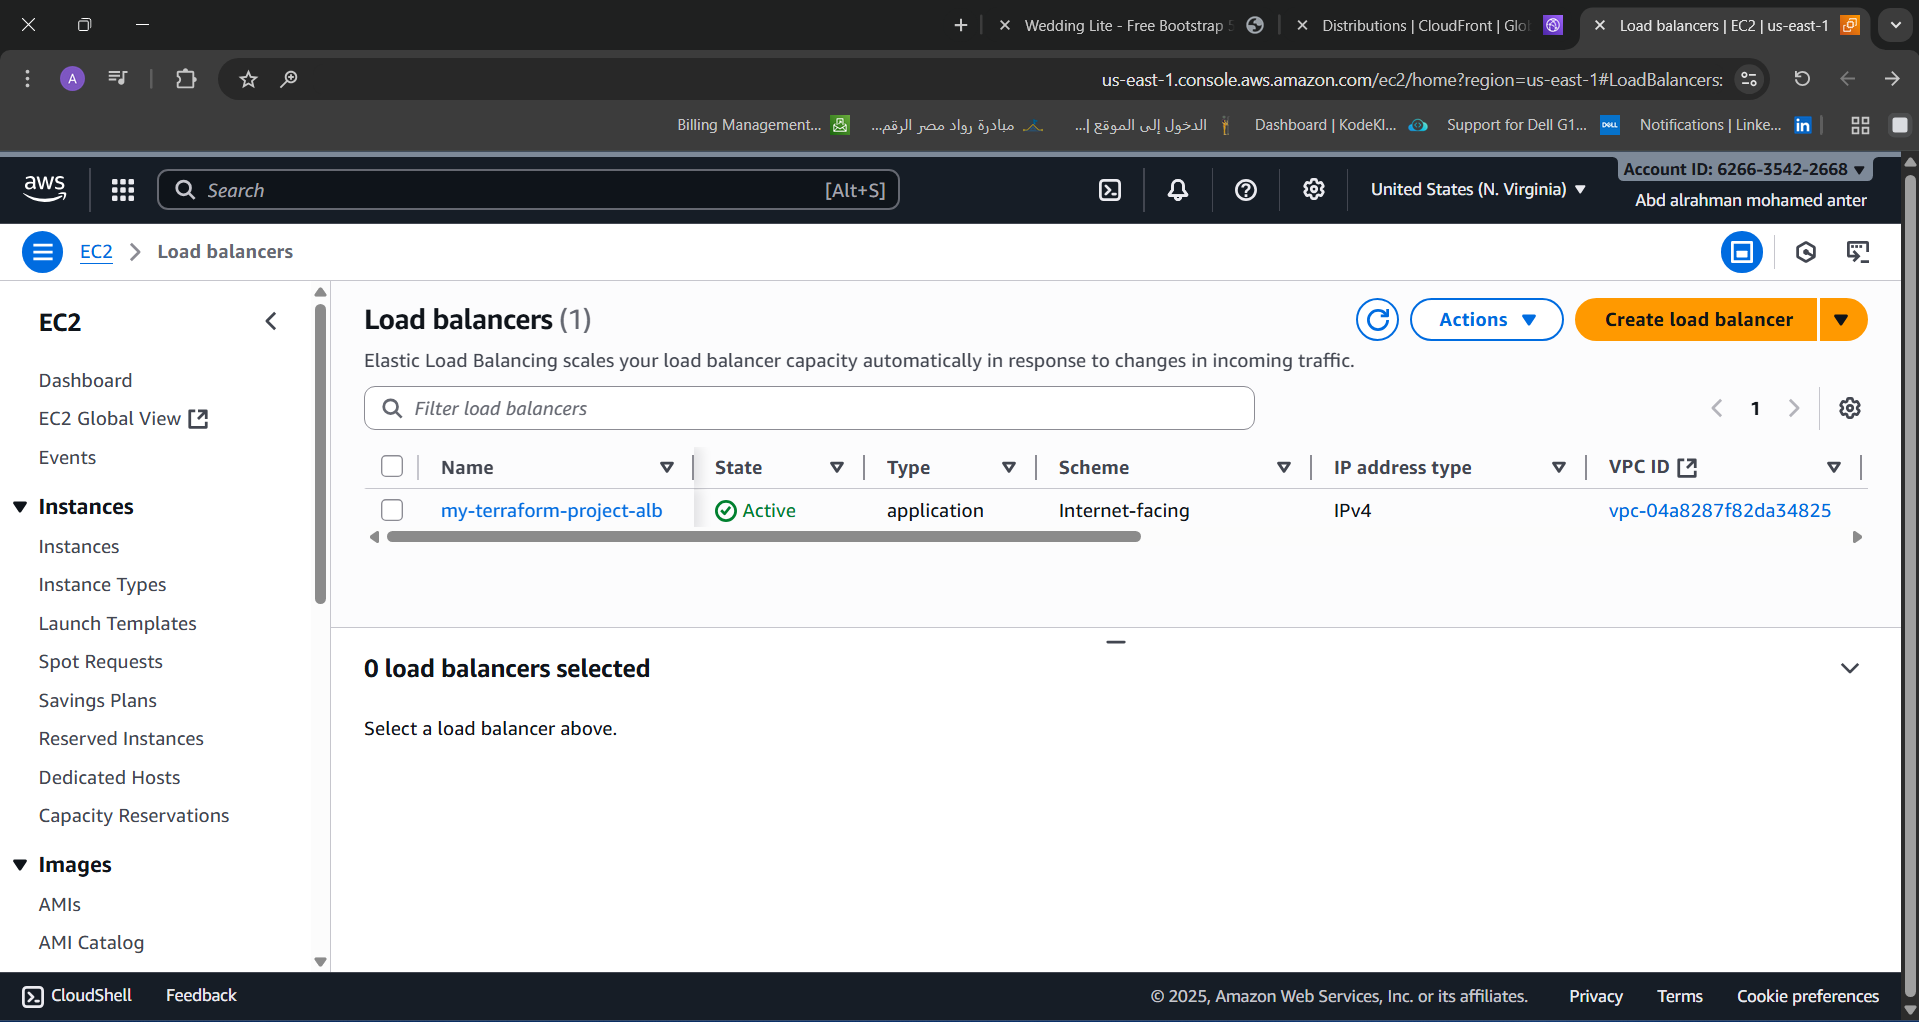 Wedding Lite - Free Bootstrap
Distributions | CloudFront | Glo
Load balancers | EC2 | us-east-1
A
us-east-1.console.aws.amazon.com/ec2/home?region=us-east-1#LoadBalancers:
Billing Management...
مبادرة رواد مصر الرقم...
الدخول إلى الموقع |...
Dashboard | KodeKl...
Support for Dell G1...
DELL
Notifications | Linke...
in
aws
Search
[Alt+S]
United States (N. Virginia)
Account ID: 6266-3542-2668
Abd alrahman mohamed anter
EC2
Load balancers
EC2
Dashboard
EC2 Global View
Events
Instances
Instances
Instance Types
Launch Templates
Spot Requests
Savings Plans
Reserved Instances
Dedicated Hosts
Capacity Reservations
Images
AMIs
AMI Catalog
Load balancers (1)
Actions
Create load balancer
Elastic Load Balancing scales your load balancer capacity automatically in response to changes in incoming traffic.
Filter load balancers
1
Name State Type Scheme IP address type VPC ID
my-terraform-project-alb Active application Internet-facing IPv4 vpc-04a8287f82da34825
0 load balancers selected
Select a load balancer above.
CloudShell Feedback
© 2025, Amazon Web Services, Inc. or its affiliates. Privacy Terms Cookie preferences